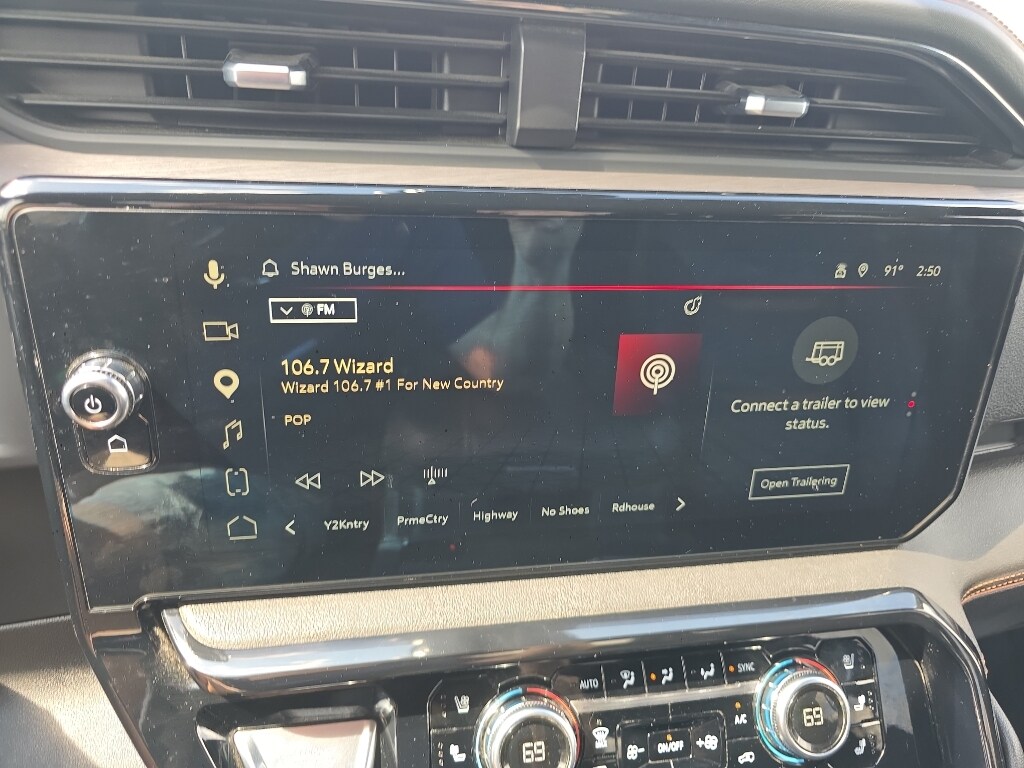 Shawn Burges... 91° 2:50
FM
106.7 Wizard
Wizard 106.7 #1 For New Country
POP
Connect a trailer to view
status.
Open Trailering
Y2Kntry PrmeCtry Highway No Shoes Rdhouse
AUTO SYNC
A/C
69 ON/OFF 69